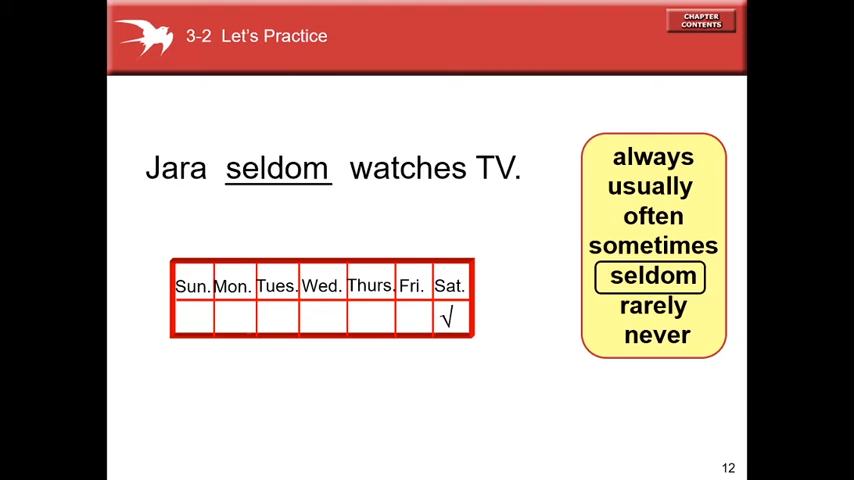 CHAPTER
CONTENTS
3-2 Let's Practice
Jara seldom watches TV.
always
usually
often
sometimes
seldom
rarely
never
Sun. Mon. Tues. Wed. Thurs. Fri. Sat.
√
12